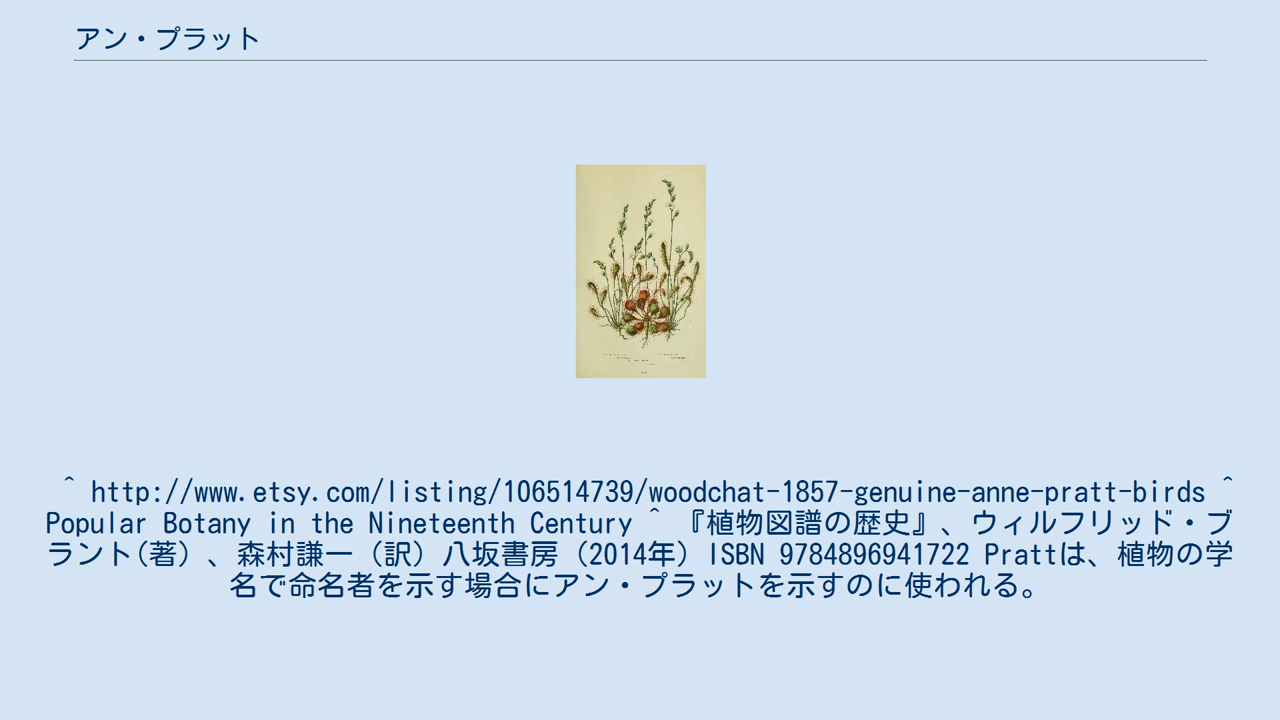 アン・プラット
^ http://www.etsy.com/listing/106514739/woodchat-1857-genuine-anne-pratt-birds ^
Popular Botany in the Nineteenth Century ^ 『植物図譜の歴史』、ウィルフリッド・ブ
ラント(著）、森村謙一（訳）八坂書房（2014年）ISBN 9784896941722 Prattは、植物の学
名で命名者を示す場合にアン・プラットを示すのに使われる。